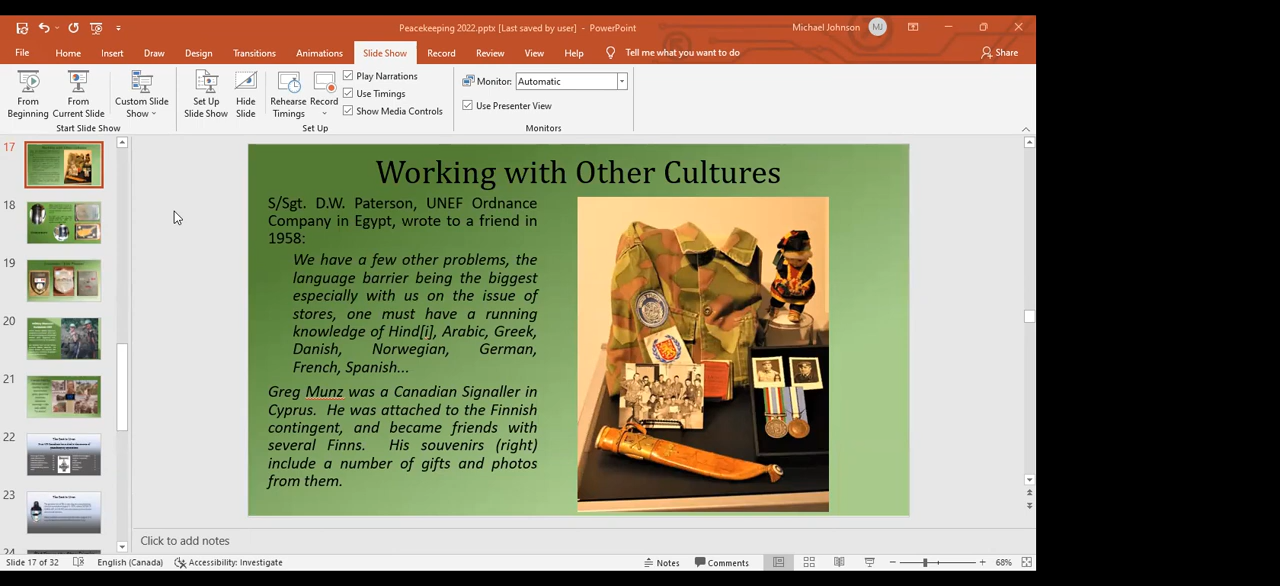 Peacekeeping 2022.pptx [Last saved by user] - PowerPoint
Michael Johnson
MJ
File Home Insert Draw Design Transitions Animations Slide Show Record Review View Help Tell me what you want to do
Share
From Beginning
From Current Slide
Custom Slide Show
Start Slide Show
Set Up Slide Show
Hide Slide
Rehearse Timings
Record
Play Narrations
Use Timings
Show Media Controls
Set Up
Monitor: Automatic
Use Presenter View
Monitors
17
18
19
20
21
22
23
24
Working with Other Cultures
S/Sgt. D.W. Paterson, UNEF Ordnance
Company in Egypt, wrote to a friend in
1958:
We have a few other problems, the
language barrier being the biggest
especially with us on the issue of
stores, one must have a running
knowledge of Hind[i], Arabic, Greek,
Danish, Norwegian, German,
French, Spanish...
Greg Munz was a Canadian Signaller in
Cyprus. He was attached to the Finnish
contingent, and became friends with
several Finns. His souvenirs (right)
include a number of gifts and photos
from them.
Click to add notes
Slide 17 of 32
English (Canada)
Accessibility: Investigate
Notes
Comments
68%